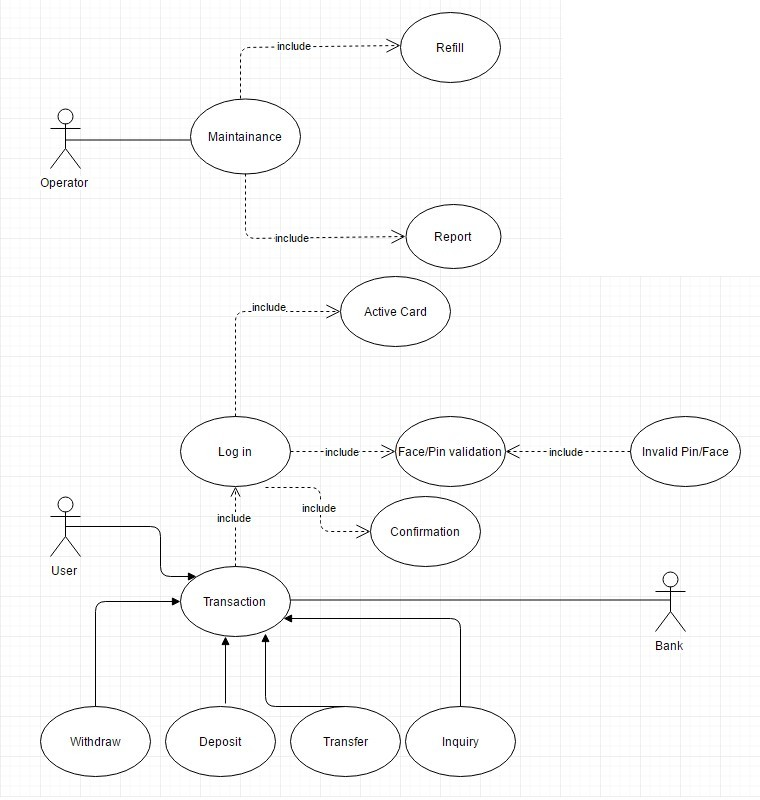 include
Refill
Maintainance
Operator
include
Report
include
Active Card
Log in
include
Face/Pin validation
include
Invalid Pin/Face
include
include
Confirmation
User
Transaction
Bank
Withdraw
Deposit
Transfer
Inquiry